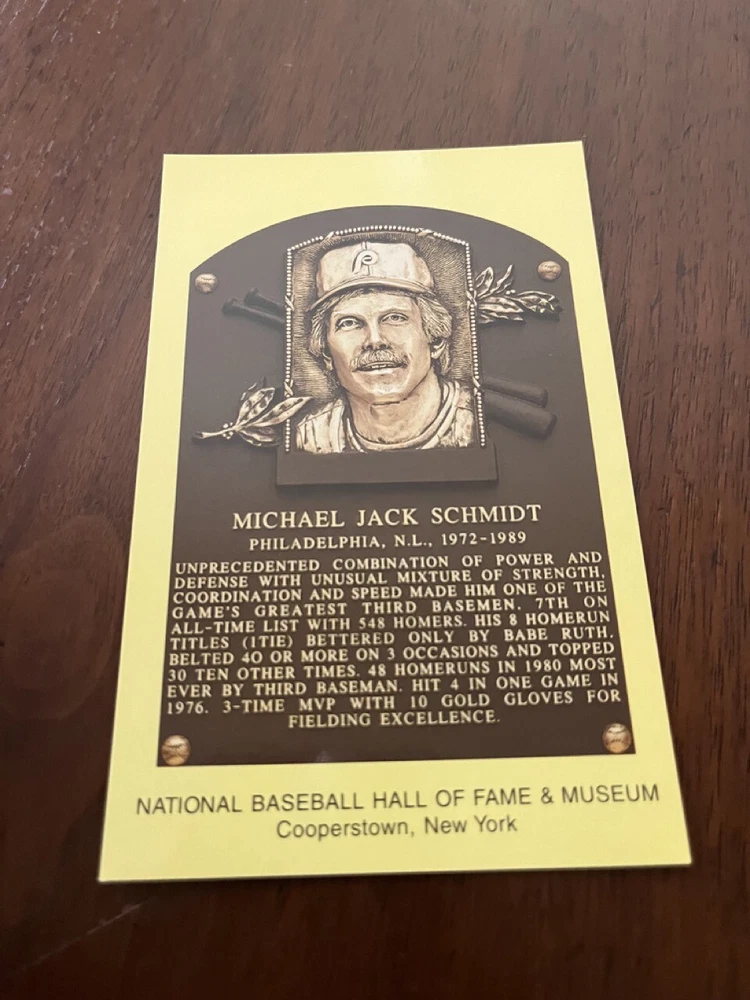 P
MICHAEL JACK SCHMIDT
PHILADELPHIA, N.L., 1972-1989
UNPRECEDENTED COMBINATION OF POWER AND
DEFENSE WITH UNUSUAL MIXTURE OF STRENGTH,
COORDINATION AND SPEED MADE HIM ONE OF THE
GAME'S GREATEST THIRD BASEMEN. 7TH ON
ALL-TIME LIST WITH 548 HOMERS. HIS 8 HOMERUN
TITLES (1TIE) BETTERED ONLY BY BABE RUTH.
BELTED 40 OR MORE ON 3 OCCASIONS AND TOPPED
30 TEN OTHER TIMES. 48 HOMERUNS IN 1980 MOST
EVER BY THIRD BASEMAN. HIT 4 IN ONE GAME IN
1976. 3-TIME MVP WITH 10 GOLD GLOVES FOR
FIELDING EXCELLENCE.
NATIONAL BASEBALL HALL OF FAME & MUSEUM
Cooperstown, New York